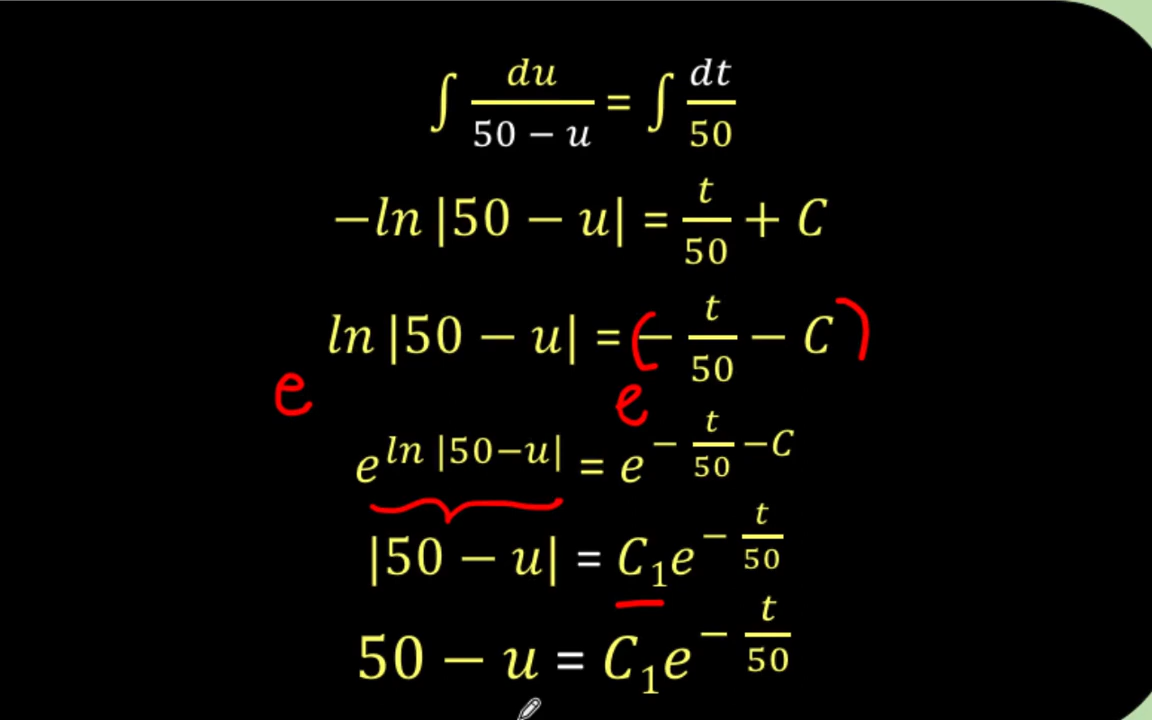 ∫ du/(50 − u) = ∫ dt/50
−ln |50 − u| = t/50 + C
ln |50 − u| = (− t/50 − C)
e e
e^(ln |50−u|) = e^(− t/50 −C)
|50 − u| = C₁e^(− t/50)
50 − u = C₁e^(− t/50)